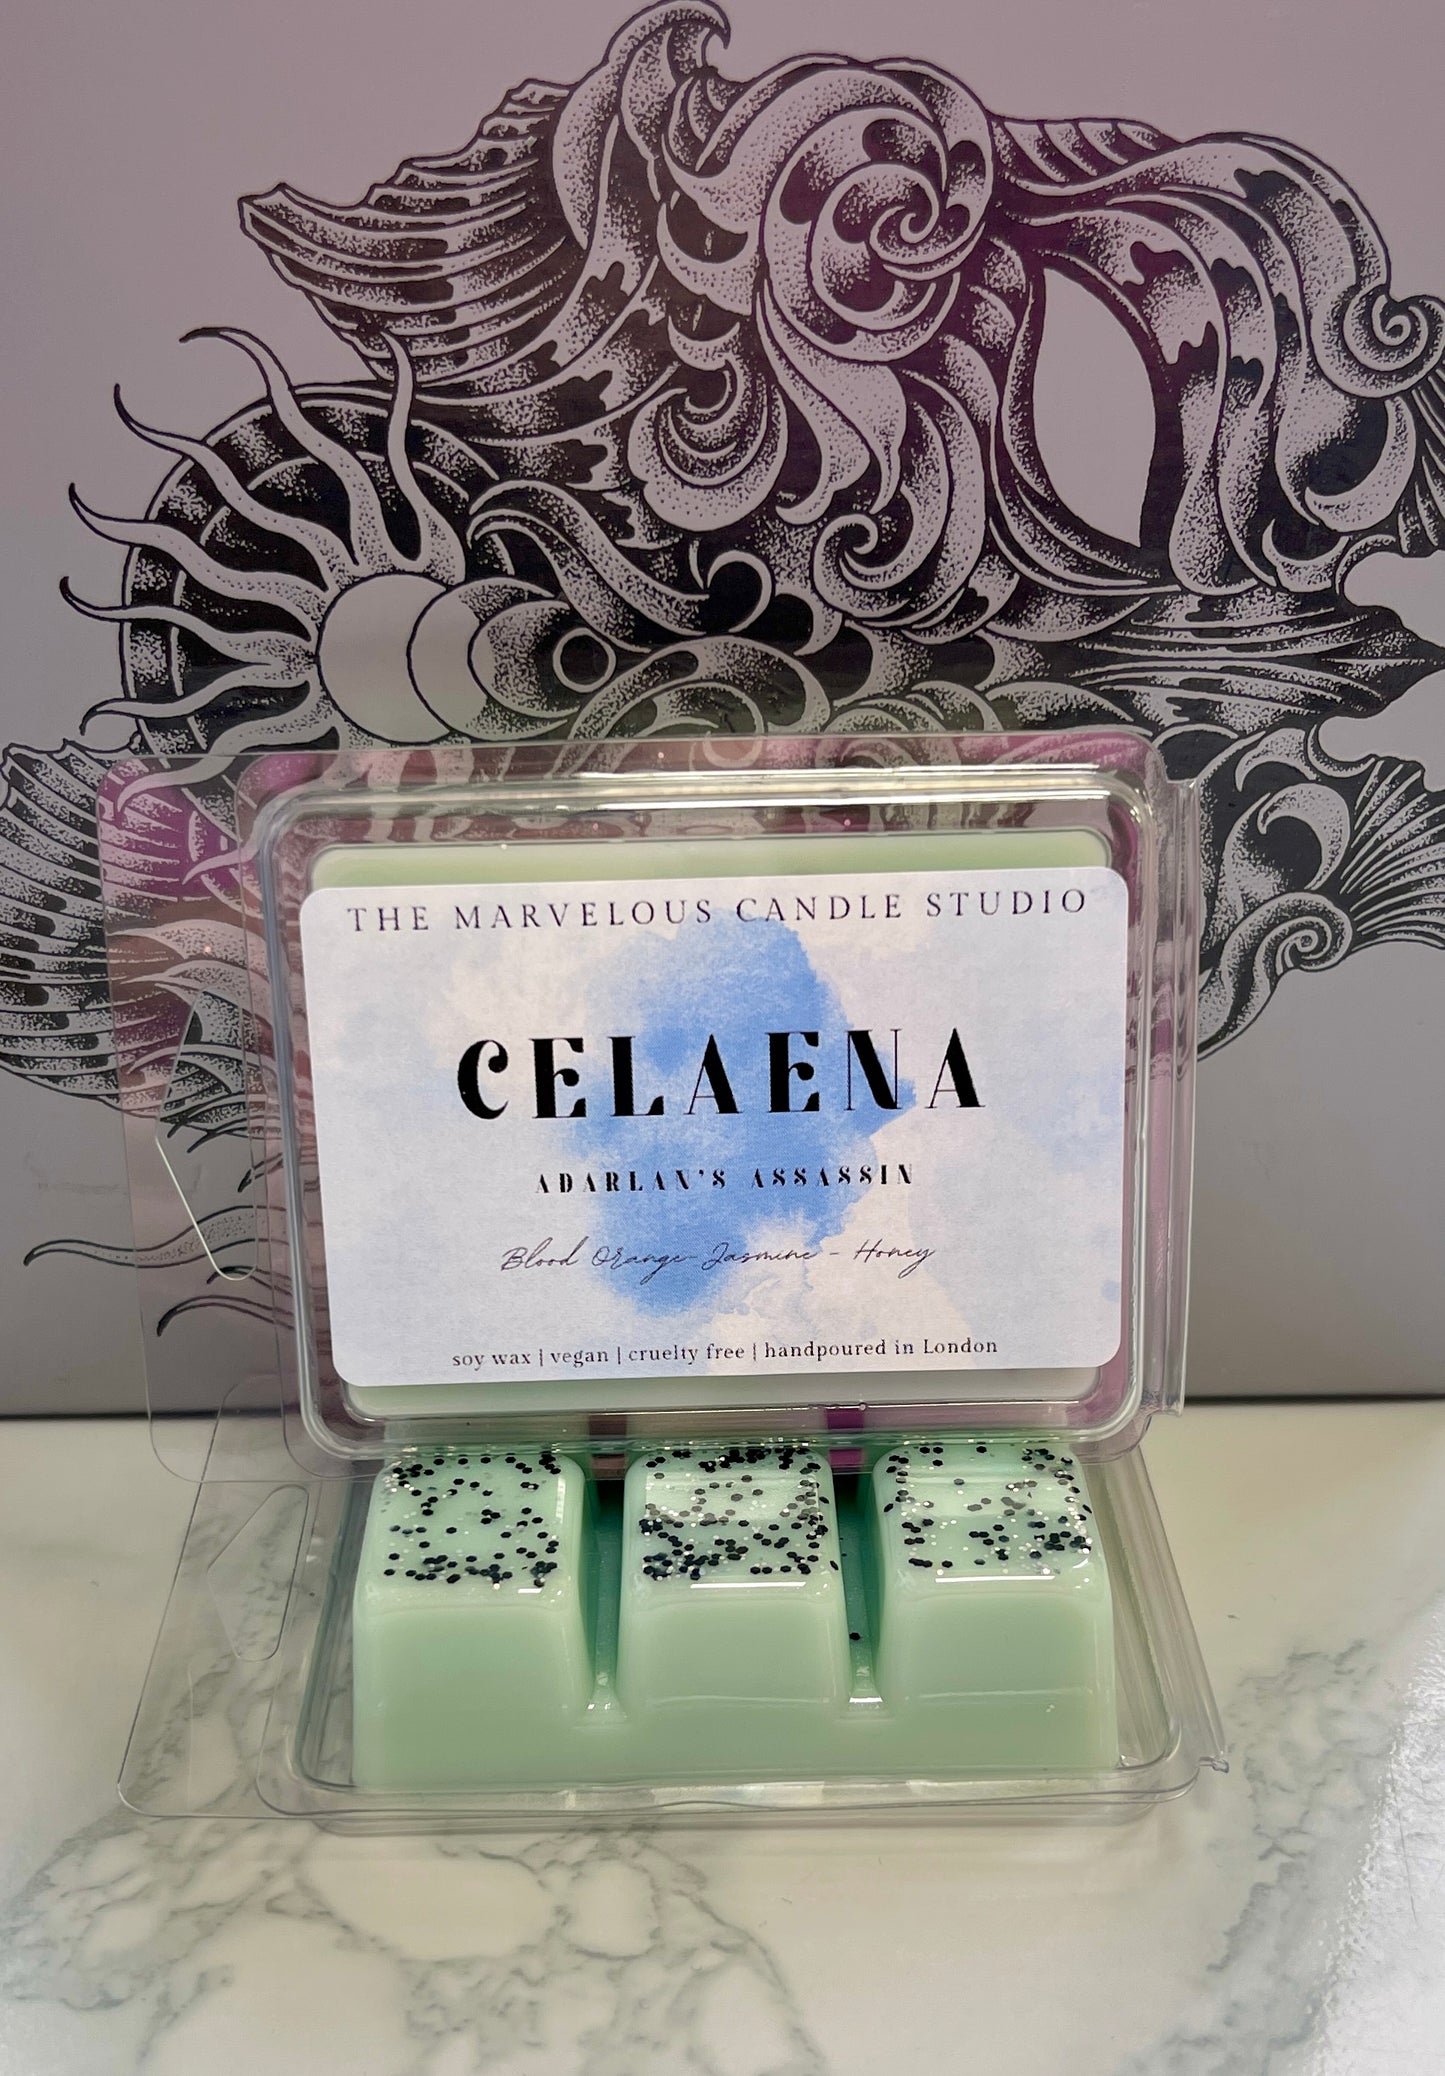 THE MARVELOUS CANDLE STUDIO
CELAENA
ADARLAN'S ASSASSIN
Blood Orange- Jasmine - Honey
soy wax | vegan | cruelty free | handpoured in London